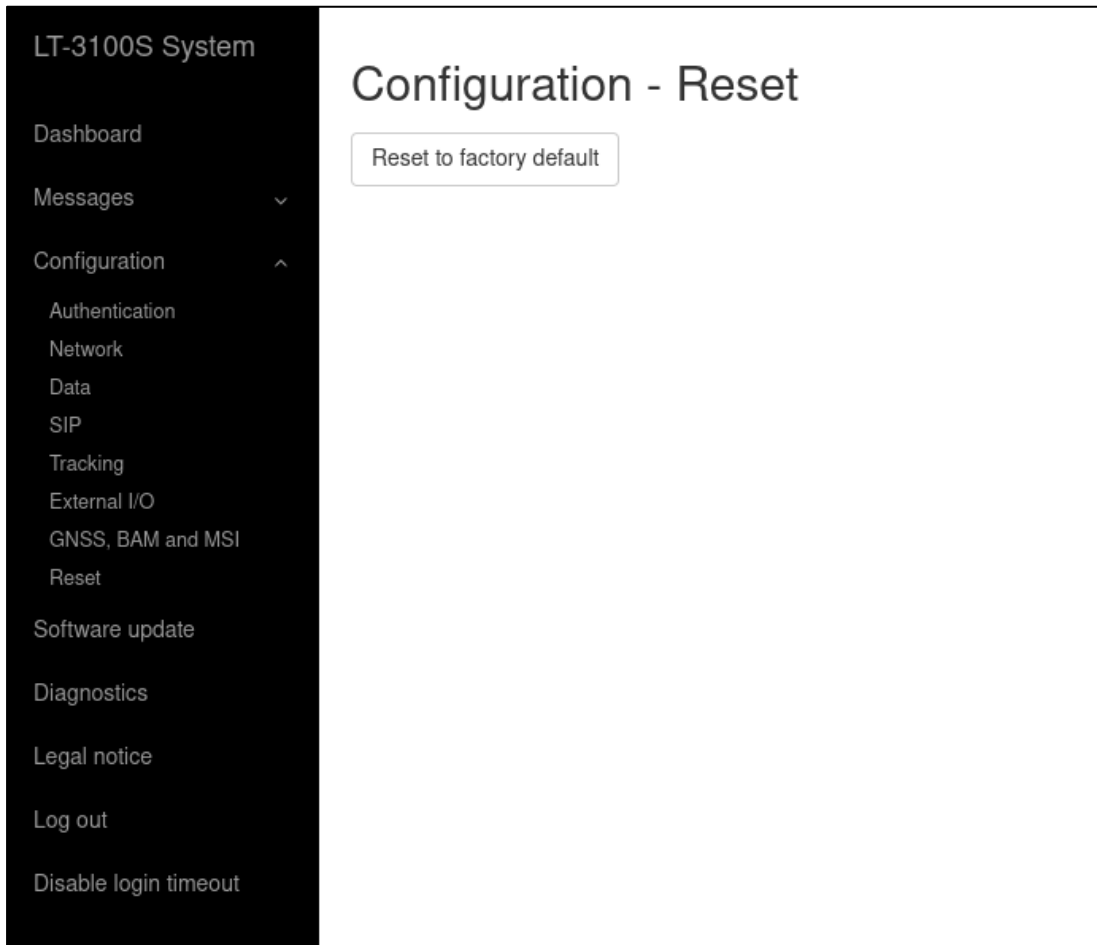 LT-3100S System
Dashboard
Messages
Configuration
Authentication
Network
Data
SIP
Tracking
External I/O
GNSS, BAM and MSI
Reset
Software update
Diagnostics
Legal notice
Log out
Disable login timeout
Configuration - Reset
Reset to factory default